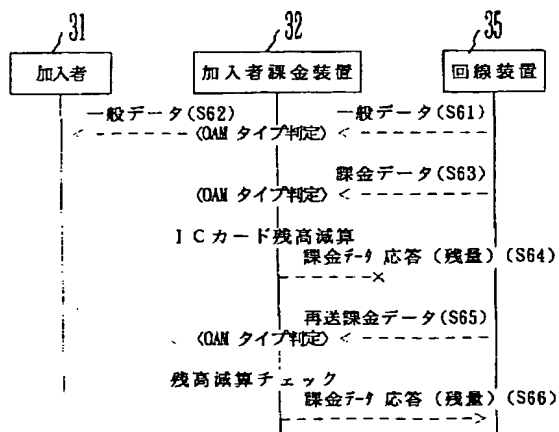 31 32 35
加入者 加入者課金装置 回線装置
一般データ(S62) 一般データ(S61)
〈OAM タイプ判定〉
課金データ(S63)
〈OAM タイプ判定〉
ICカード残高減算
課金データ 応答 (残量) (S64)
再送課金データ(S65)
〈OAM タイプ判定〉
残高減算チェック
課金データ 応答 (残量) (S66)